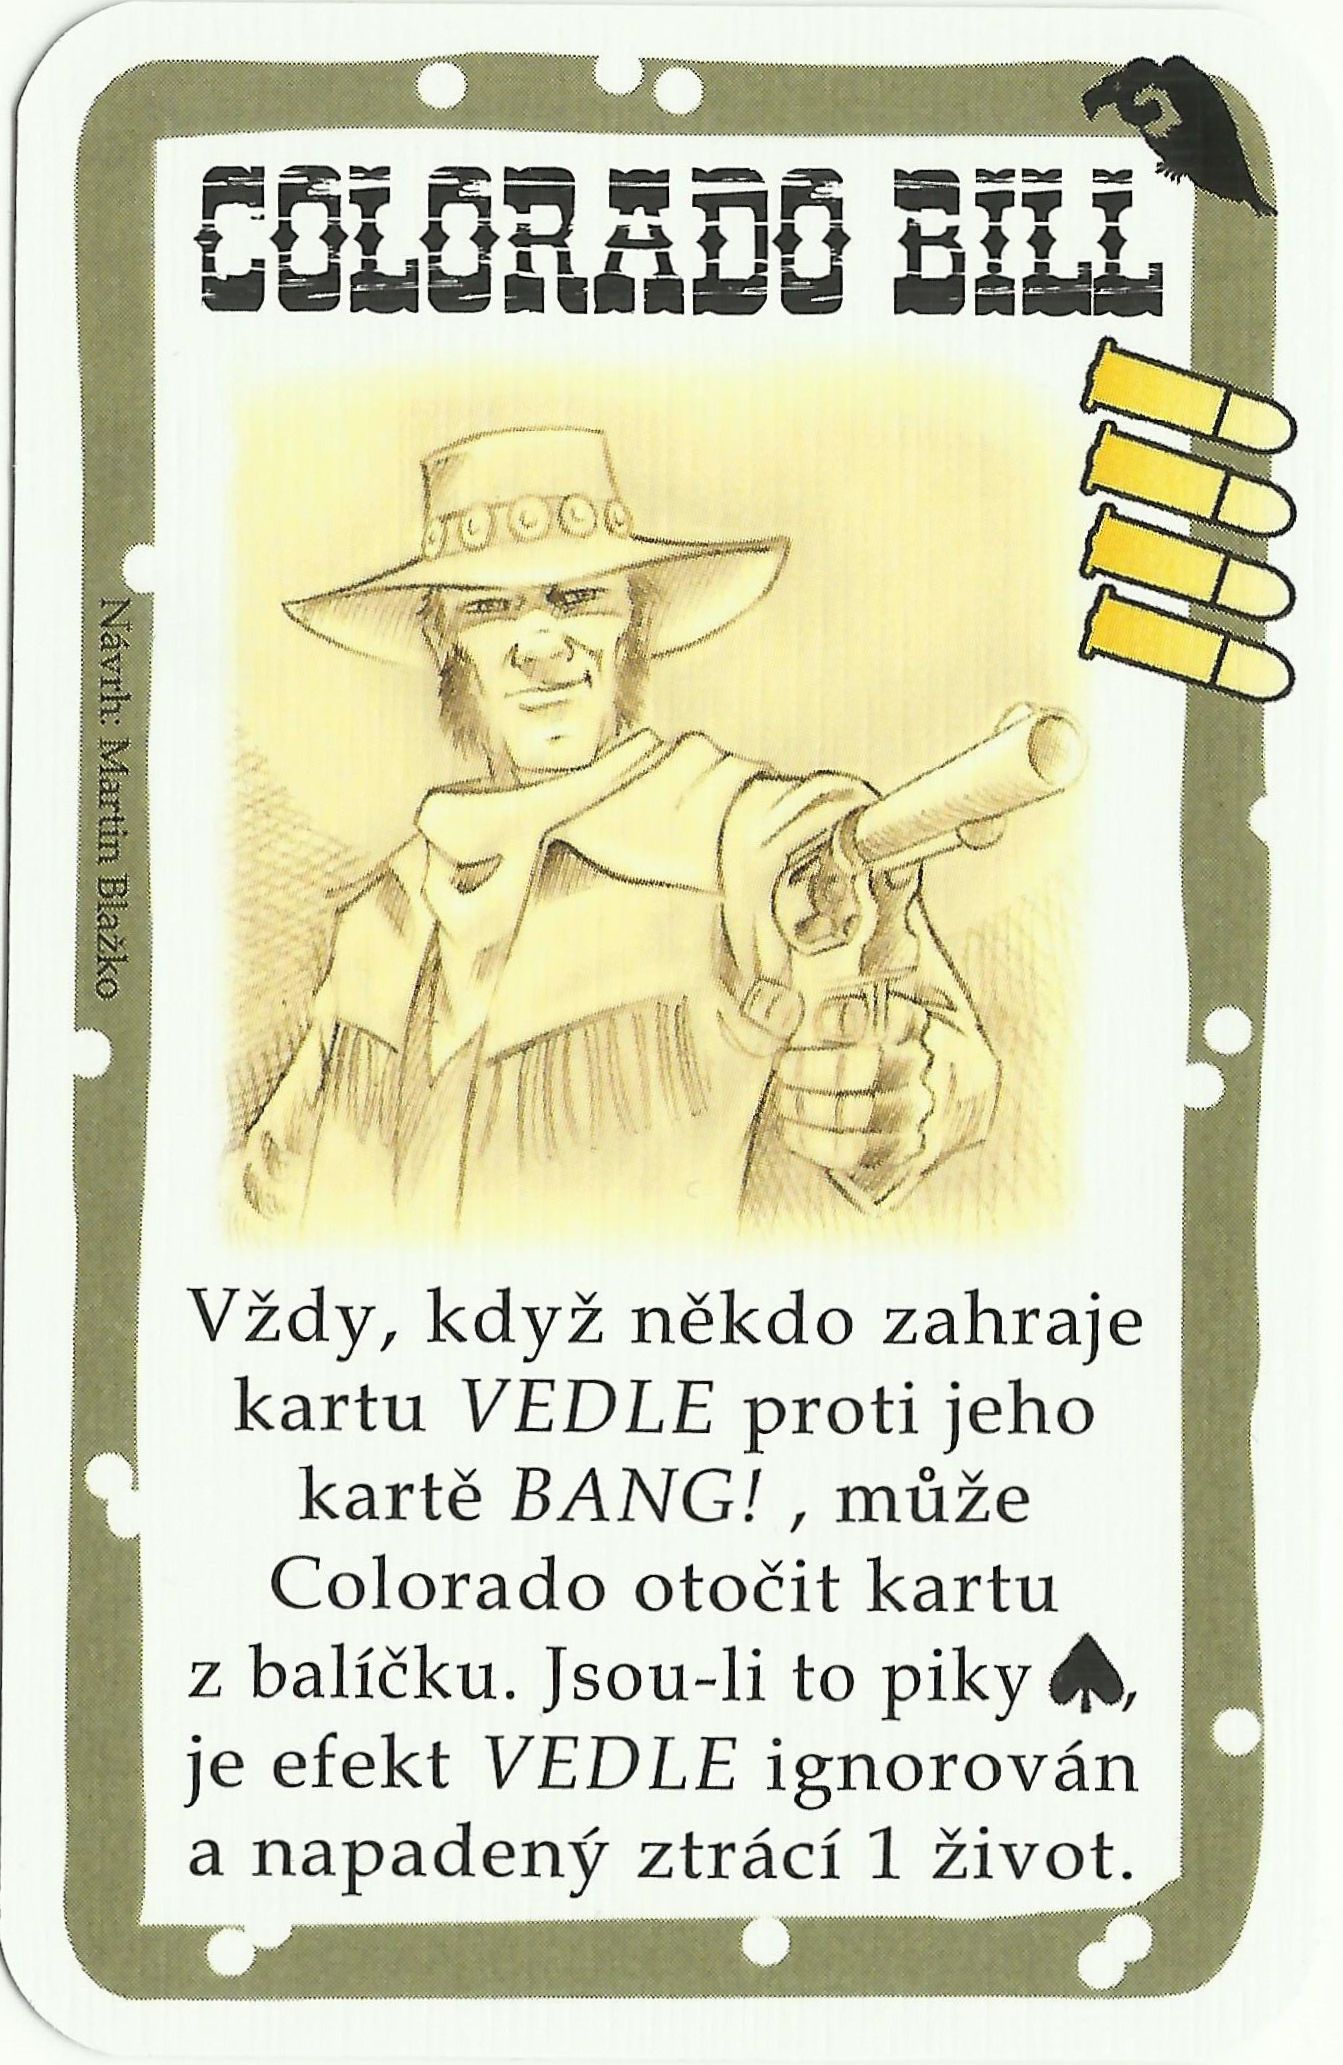 COLORADO BILL
Návrh: Martin Blažko
Vždy, když někdo zahraje
kartu VEDLE proti jeho
kartě BANG! , může
Colorado otočit kartu
z balíčku. Jsou-li to piky ♠,
je efekt VEDLE ignorován
a napadený ztrácí 1 život.